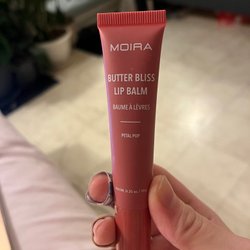 MOIRA
BUTTER BLISS
LIP BALM
BAUME À LÈVRES
PETAL POP